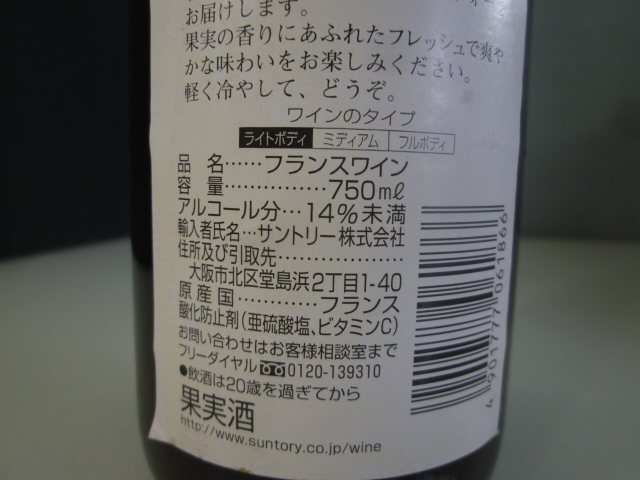 お届けします。
果実の香りにあふれたフレッシュで爽や
かな味わいをお楽しみください。
軽く冷やして、どうぞ。
ワインのタイプ
ライトボディ ミディアム フルボディ
品名……フランスワイン
容量…………750ml
アルコール分…14%未満
輸入者氏名…サントリー株式会社
住所及び引取先………………
大阪市北区堂島浜2丁目1-40
原産国…………フランス
酸化防止剤(亜硫酸塩、ビタミンC)
お問い合わせはお客様相談室まで
フリーダイヤル 0120-139310
●飲酒は20歳を過ぎてから
果実酒
http://www.suntory.co.jp/wine
4 901777 061866